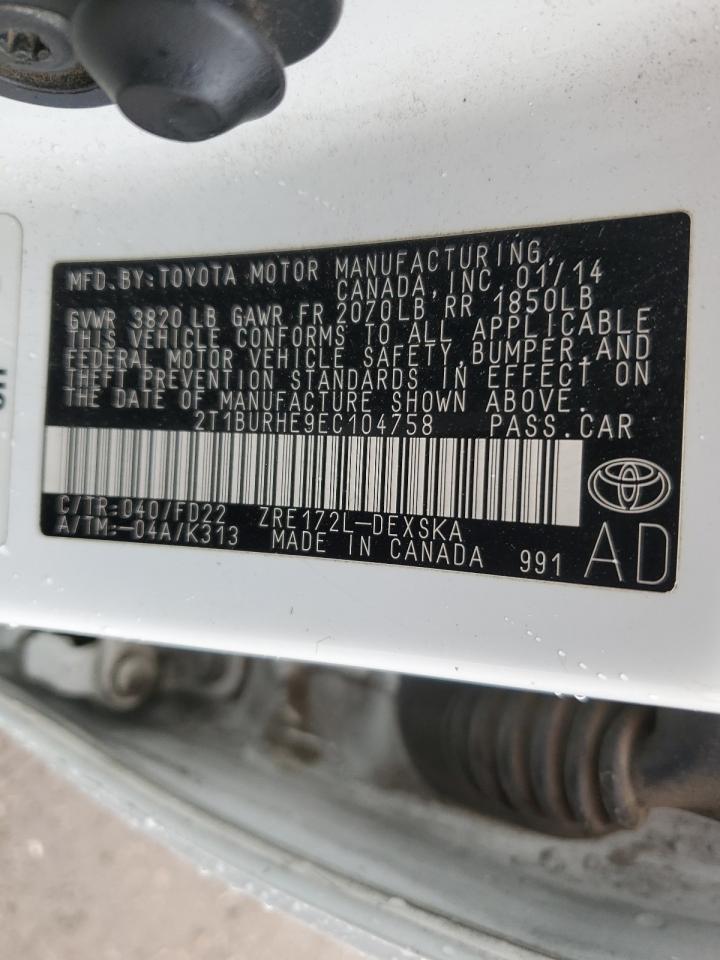 MFD. BY: TOYOTA MOTOR MANUFACTURING,
CANADA, INC. 01/14
GVWR 3820 LB GAWR FR 2070 LB RR 1850LB
THIS VEHICLE CONFORMS TO ALL APPLICABLE
FEDERAL MOTOR VEHICLE SAFETY, BUMPER, AND
THEFT PREVENTION STANDARDS IN EFFECT ON
THE DATE OF MANUFACTURE SHOWN ABOVE.
2T1BURHE9EC104758 PASS. CAR
C/TR: 040/FD22 ZRE172L-DEXSKA
A/TM: -04A/K313 MADE IN CANADA 991
AD